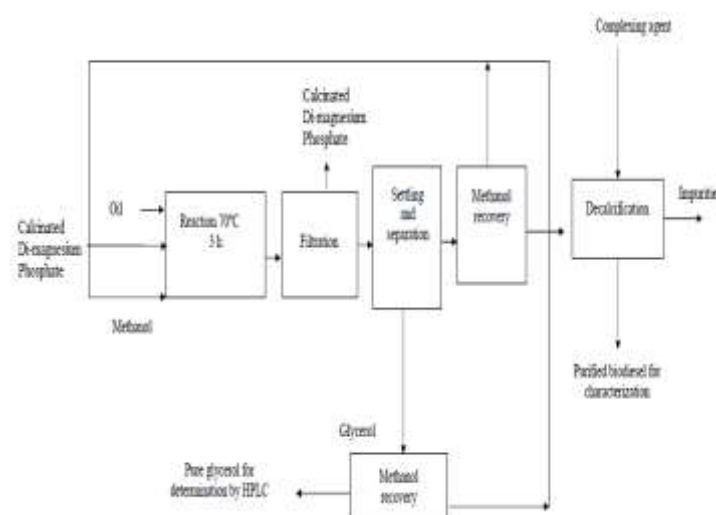 Complexing agent
Calcinated
Di-magnesium
Phosphate
Oil
Reaction 70°C
3 h
Filtration
Settling
and
separation
Methanol
recovery
Decalcification
Impurities
Calcinated
Di-magnesium
Phosphate
Methanol
Purified biodiesel for
characterization
Glycerol
Pure glycerol for
determination by HPLC
Methanol
recovery